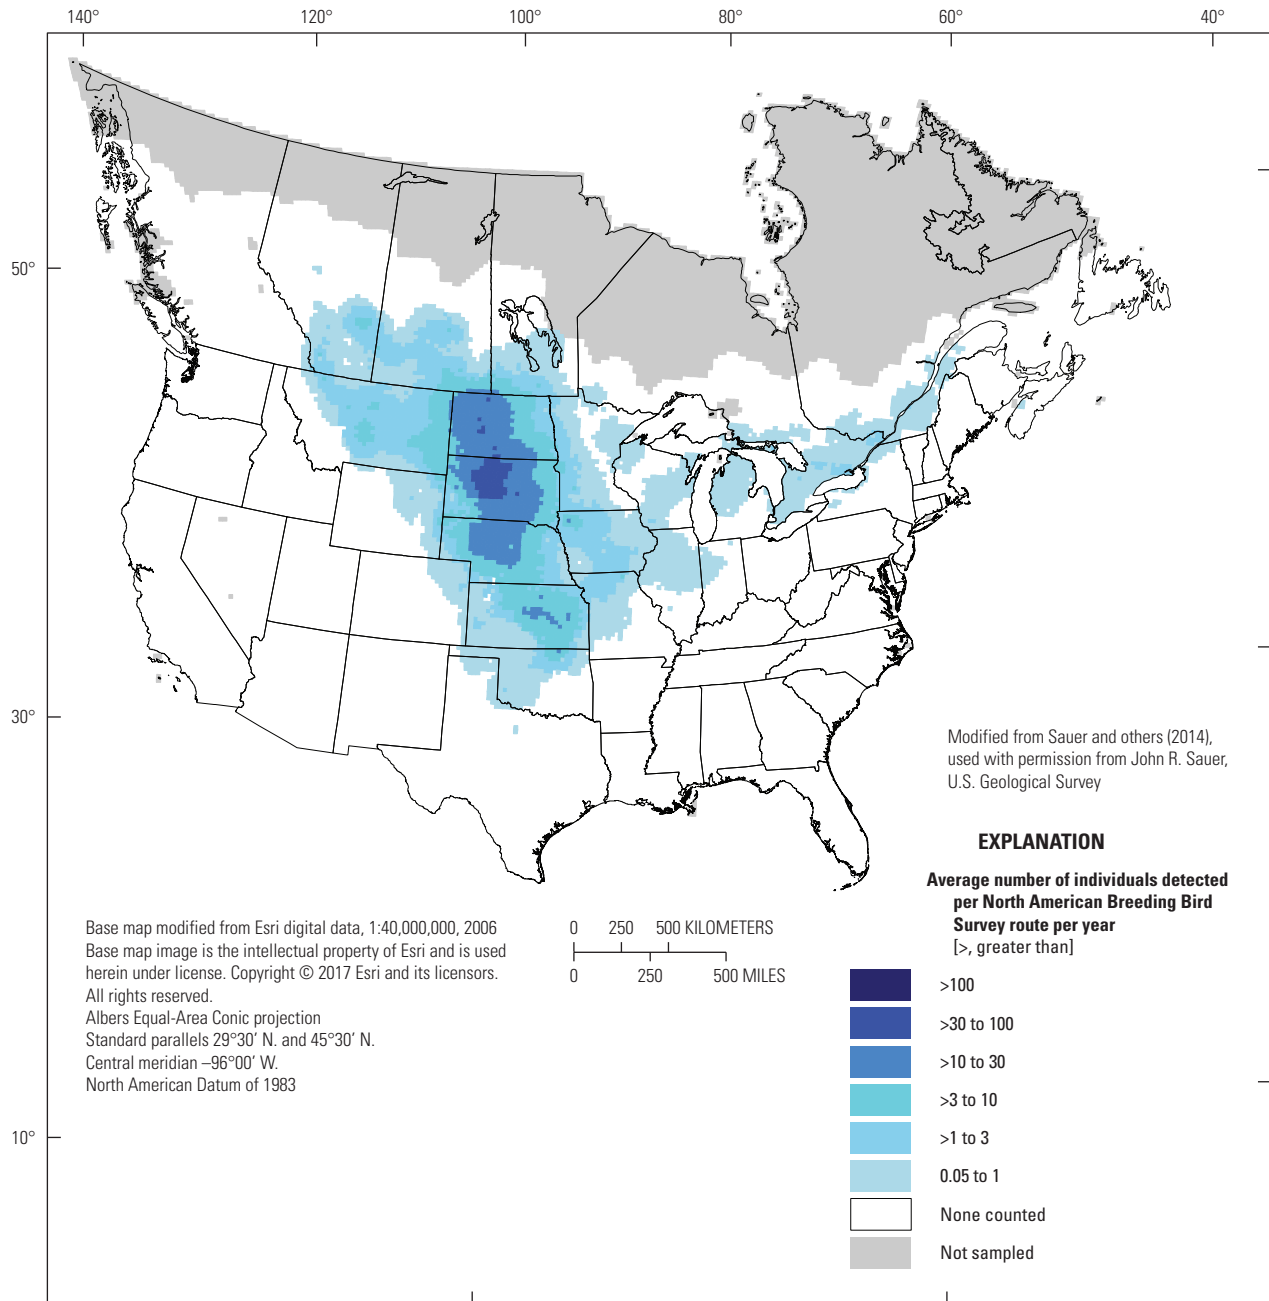 140°
120°
100°
80°
60°
40°
50°
30°
10°
Modified from Sauer and others (2014),
used with permission from John R. Sauer,
U.S. Geological Survey
EXPLANATION
Average number of individuals detected
per North American Breeding Bird
Survey route per year
[>, greater than]
>100
>30 to 100
>10 to 30
>3 to 10
>1 to 3
0.05 to 1
None counted
Not sampled
Base map modified from Esri digital data, 1:40,000,000, 2006
Base map image is the intellectual property of Esri and is used
herein under license. Copyright © 2017 Esri and its licensors.
All rights reserved.
Albers Equal-Area Conic projection
Standard parallels 29°30′ N. and 45°30′ N.
Central meridian –96°00′ W.
North American Datum of 1983
0 250 500 KILOMETERS
0 250 500 MILES